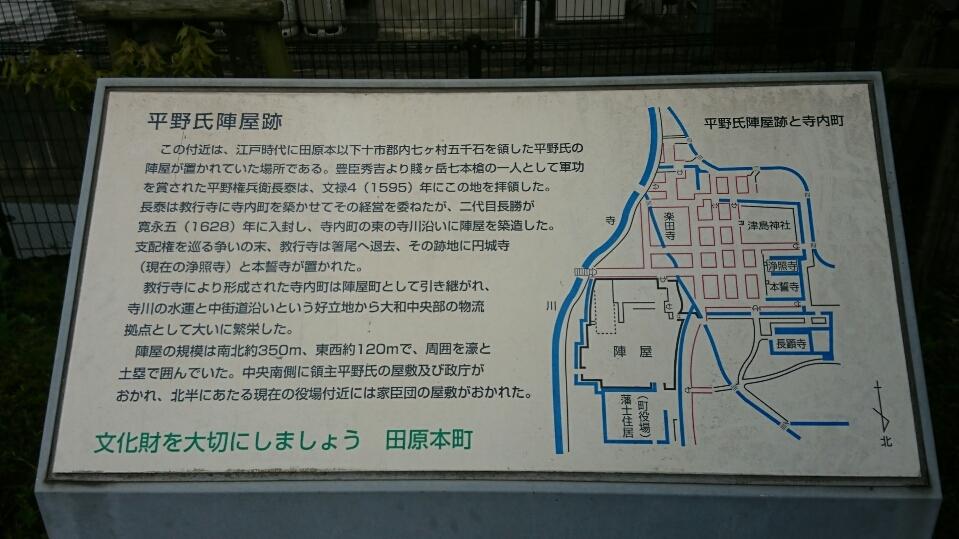 平野氏陣屋跡
この付近は、江戸時代に田原本以下十市郡内七ヶ村五千石を領した平野氏の
陣屋が置かれていた場所である。豊臣秀吉より賤ヶ岳七本槍の一人として軍功
を賞された平野権兵衛長泰は、文禄4（1595）年にこの地を拝領した。
長泰は教行寺に寺内町を築かせてその経営を委ねたが、二代目長勝が
寛永五（1628）年に入封し、寺内町の東の寺川沿いに陣屋を築造した。
支配権を巡る争いの末、教行寺は箸尾へ退去、その跡地に円城寺
（現在の浄照寺）と本誓寺が置かれた。
教行寺により形成された寺内町は陣屋町として引き継がれ、
寺川の水運と中街道沿いという好立地から大和中央部の物流
拠点として大いに繁栄した。
陣屋の規模は南北約350m、東西約120mで、周囲を濠と
土塁で囲んでいた。中央南側に領主平野氏の屋敷及び政庁が
おかれ、北半にあたる現在の役場付近には家臣団の屋敷がおかれた。
文化財を大切にしましょう 田原本町
平野氏陣屋跡と寺内町
寺
川
楽田寺
津島神社
浄照寺
本誓寺
長顕寺
陣屋
（町役場）
藩士住居
北